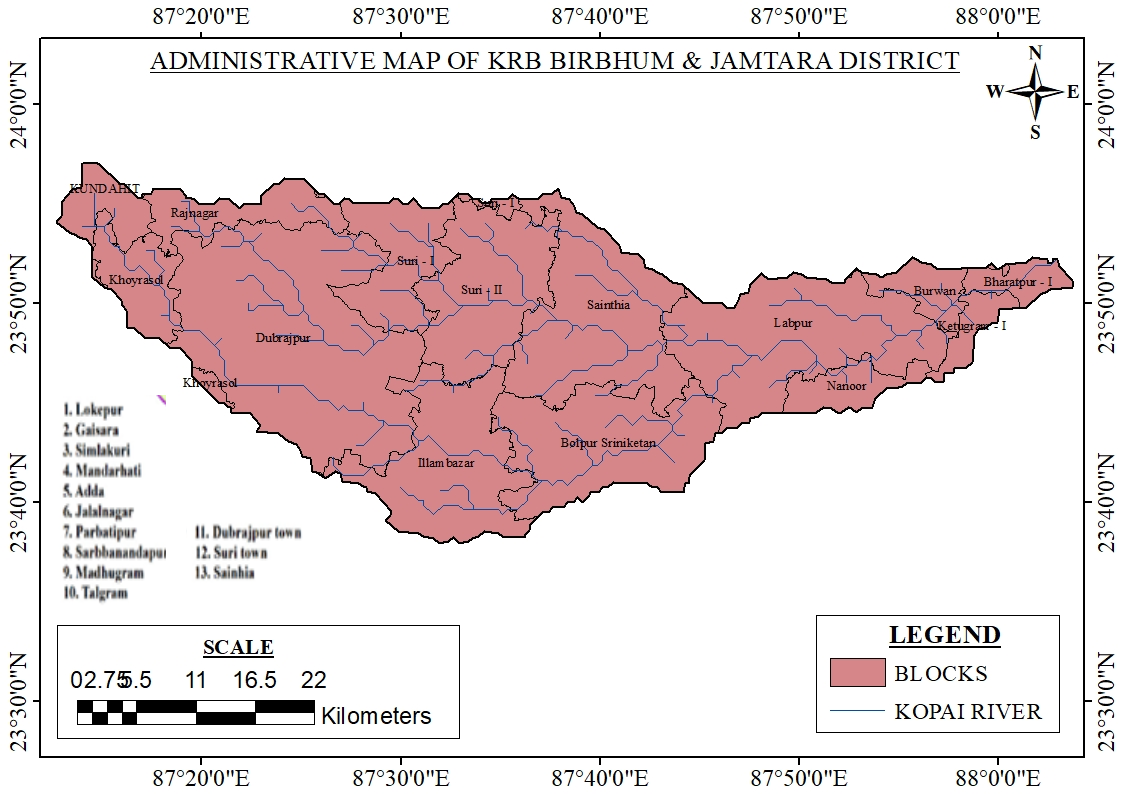 87°20'0"E 87°30'0"E 87°40'0"E 87°50'0"E 88°0'0"E
ADMINISTRATIVE MAP OF KRB BIRBHUM & JAMTARA DISTRICT
N
W E
S
24°0'0"N 24°0'0"N
KUNDAHIT
Rajnagar
Suri - I
Suri - I
Khoyrasol
Bharatpur - I
Suri - II
Burwan
Sainthia
23°50'0"N 23°50'0"N
Labpur
Ketugram - I
Dubrajpur
Khoyrasol
Nanoor
Bolpur Sriniketan
Illambazar
23°40'0"N 23°40'0"N
1. Lokepur
2. Gaisara
3. Simlakuri
4. Mandarhati
5. Adda
6. Jalalnagar
7. Parbatipur
8. Sarbbanandapur
9. Madhugram
10. Talgram
11. Dubrajpur town
12. Suri town
13. Sainhia
SCALE
0 2.75 5.5 11 16.5 22
Kilometers
LEGEND
BLOCKS
KOPAI RIVER
23°30'0"N 23°30'0"N
87°20'0"E 87°30'0"E 87°40'0"E 87°50'0"E 88°0'0"E